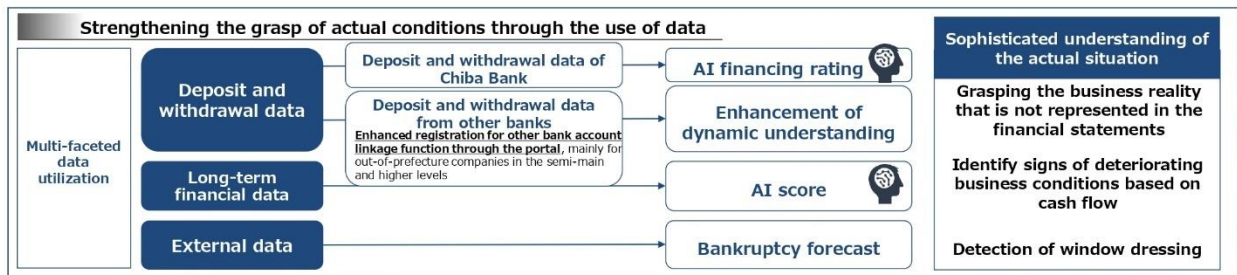 Strengthening the grasp of actual conditions through the use of data
Multi-faceted
data
utilization
Deposit and
withdrawal data
Deposit and withdrawal data of
Chiba Bank
AI financing rating
Deposit and withdrawal data
from other banks
Enhanced registration for other bank account
linkage function through the portal, mainly for
out-of-prefecture companies in the semi-main
and higher levels
Enhancement of
dynamic understanding
Long-term
financial data
AI score
External data
Bankruptcy forecast
Sophisticated understanding of
the actual situation
Grasping the business reality
that is not represented in the
financial statements
Identify signs of deteriorating
business conditions based on
cash flow
Detection of window dressing